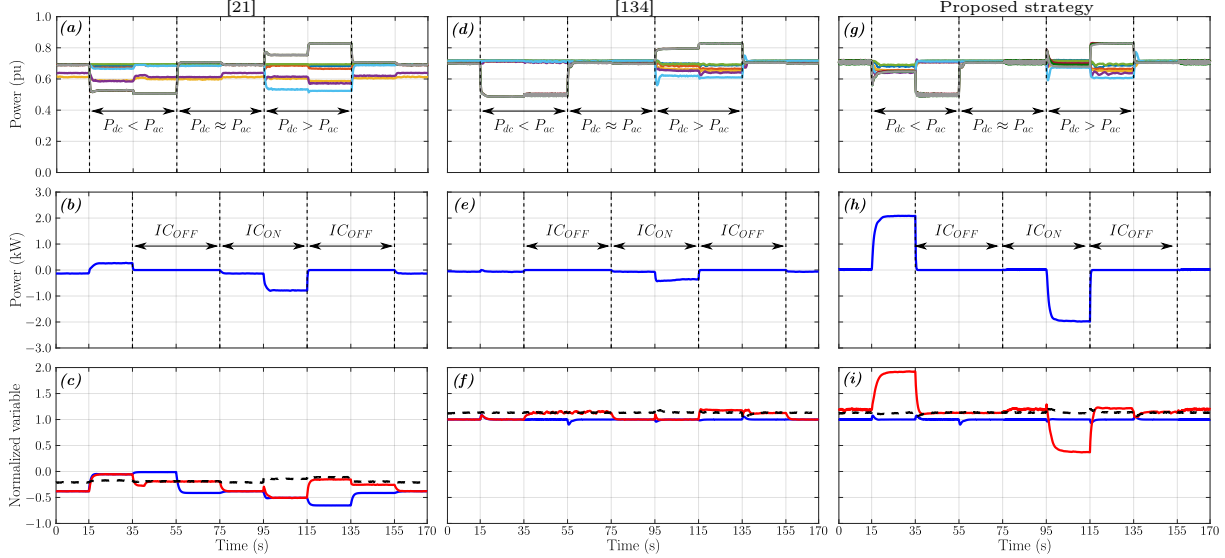 [21] [134] Proposed strategy
(a) (d) (g)
Power (pu)
1.0
0.8
0.6
0.4
0.2
0.0
P_dc < P_ac P_dc ≈ P_ac P_dc > P_ac
P_dc < P_ac P_dc ≈ P_ac P_dc > P_ac
P_dc < P_ac P_dc ≈ P_ac P_dc > P_ac
(b) (e) (h)
Power (kW)
3.0
2.0
1.0
0.0
−1.0
−2.0
−3.0
IC_OFF IC_ON IC_OFF
IC_OFF IC_ON IC_OFF
IC_OFF IC_ON IC_OFF
(c) (f) (i)
Normalized variable
2.0
1.5
1.0
0.5
0.0
−0.5
−1.0
0 15 35 55 75 95 115 135 155 170
0 15 35 55 75 95 115 135 155 170
0 15 35 55 75 95 115 135 155 170
Time (s) Time (s) Time (s)